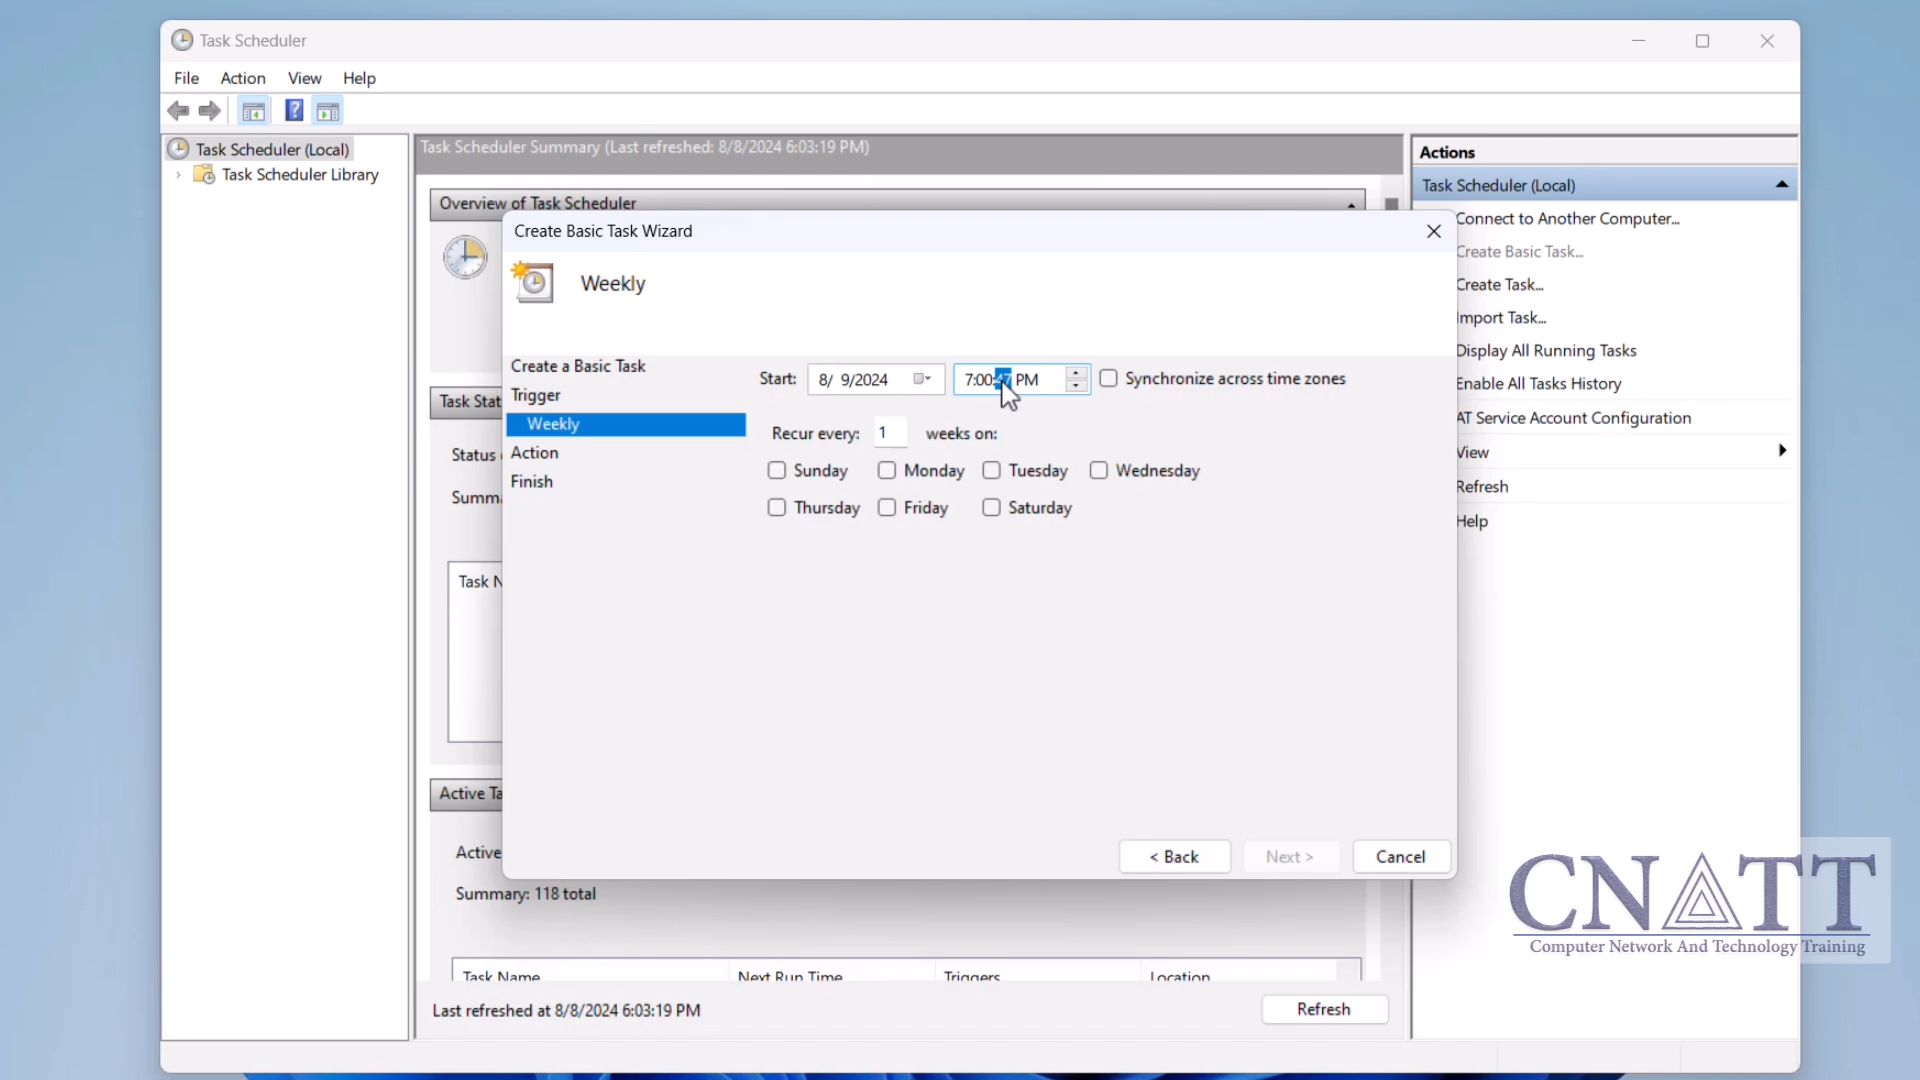 Task Scheduler
File Action View Help
Task Scheduler (Local)
Task Scheduler Library
Task Scheduler Summary (Last refreshed: 8/8/2024 6:03:19 PM)
Overview of Task Scheduler
Task Stat
Status
Summa
Task N
Active Ta
Active
Summary: 118 total
Task Name Next Run Time Triggers Location
Last refreshed at 8/8/2024 6:03:19 PM
Refresh
Create Basic Task Wizard
Weekly
Create a Basic Task
Trigger
Weekly
Action
Finish
Start: 8/ 9/2024 7:00:47 PM Synchronize across time zones
Recur every: 1 weeks on:
Sunday Monday Tuesday Wednesday
Thursday Friday Saturday
< Back Next > Cancel
Actions
Task Scheduler (Local)
Connect to Another Computer...
Create Basic Task...
Create Task...
Import Task...
Display All Running Tasks
Enable All Tasks History
AT Service Account Configuration
View
Refresh
Help
CNATT
Computer Network And Technology Training